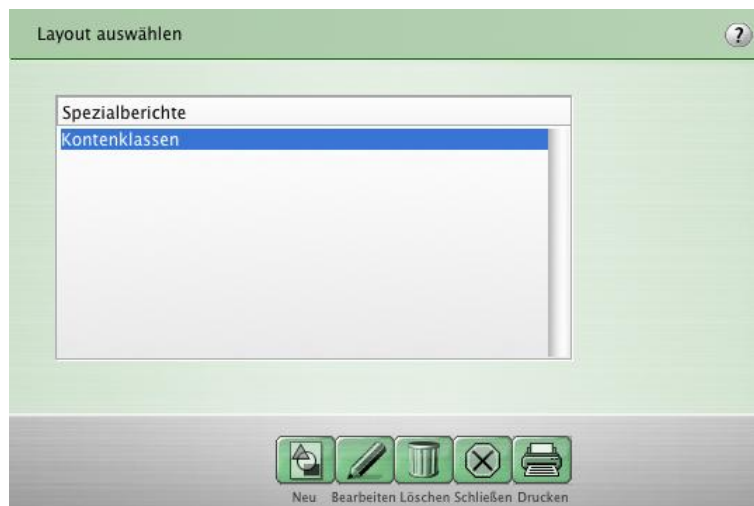 Layout auswählen
?
Spezialberichte
Kontenklassen
Neu Bearbeiten Löschen Schließen Drucken